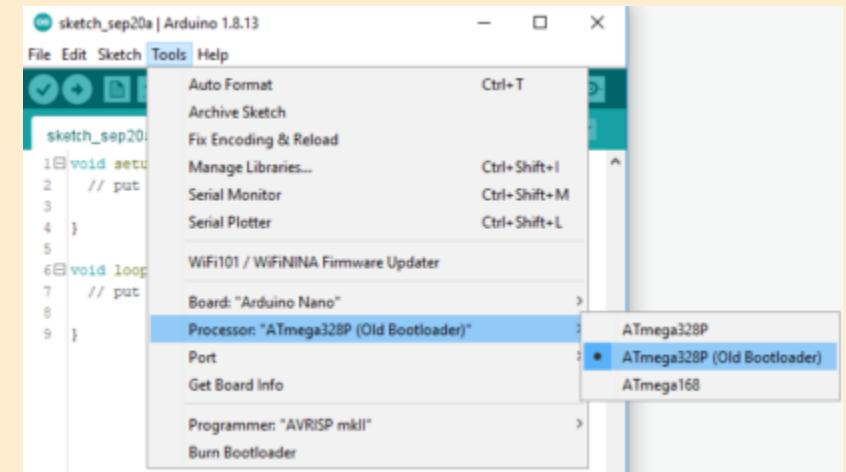 sketch_sep20a | Arduino 1.8.13
File Edit Sketch Tools Help
Auto Format Ctrl+T
Archive Sketch
sketch_sep20
Fix Encoding & Reload
1 void setu
Manage Libraries... Ctrl+Shift+I
2 // put
Serial Monitor Ctrl+Shift+M
3
Serial Plotter Ctrl+Shift+L
4 }
5
WiFi101 / WiFiNINA Firmware Updater
6 void loop
7 // put
Board: "Arduino Nano"
8
9 }
Processor: "ATmega328P (Old Bootloader)"
ATmega328P
Port
ATmega328P (Old Bootloader)
Get Board Info
ATmega168
Programmer: "AVRISP mkII"
Burn Bootloader